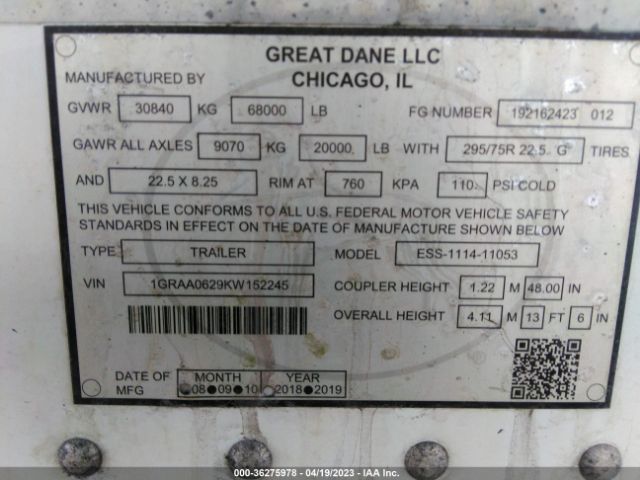 GREAT DANE LLC
MANUFACTURED BY CHICAGO, IL
GVWR 30840 KG 68000 LB FG NUMBER 192162423 012
GAWR ALL AXLES 9070 KG 20000 LB WITH 295/75R 22.5 G TIRES
AND 22.5 X 8.25 RIM AT 760 KPA 110 PSI COLD
THIS VEHICLE CONFORMS TO ALL U.S. FEDERAL MOTOR VEHICLE SAFETY
STANDARDS IN EFFECT ON THE DATE OF MANUFACTURE SHOWN BELOW
TYPE TRAILER MODEL ESS-1114-11053
VIN 1GRAA0629KW152245 COUPLER HEIGHT 1.22 M 48.00 IN
OVERALL HEIGHT 4.11 M 13 FT 6 IN
DATE OF MFG MONTH YEAR
08 09 10 2018 2019
000-36275978 - 04/19/2023 - IAA Inc.